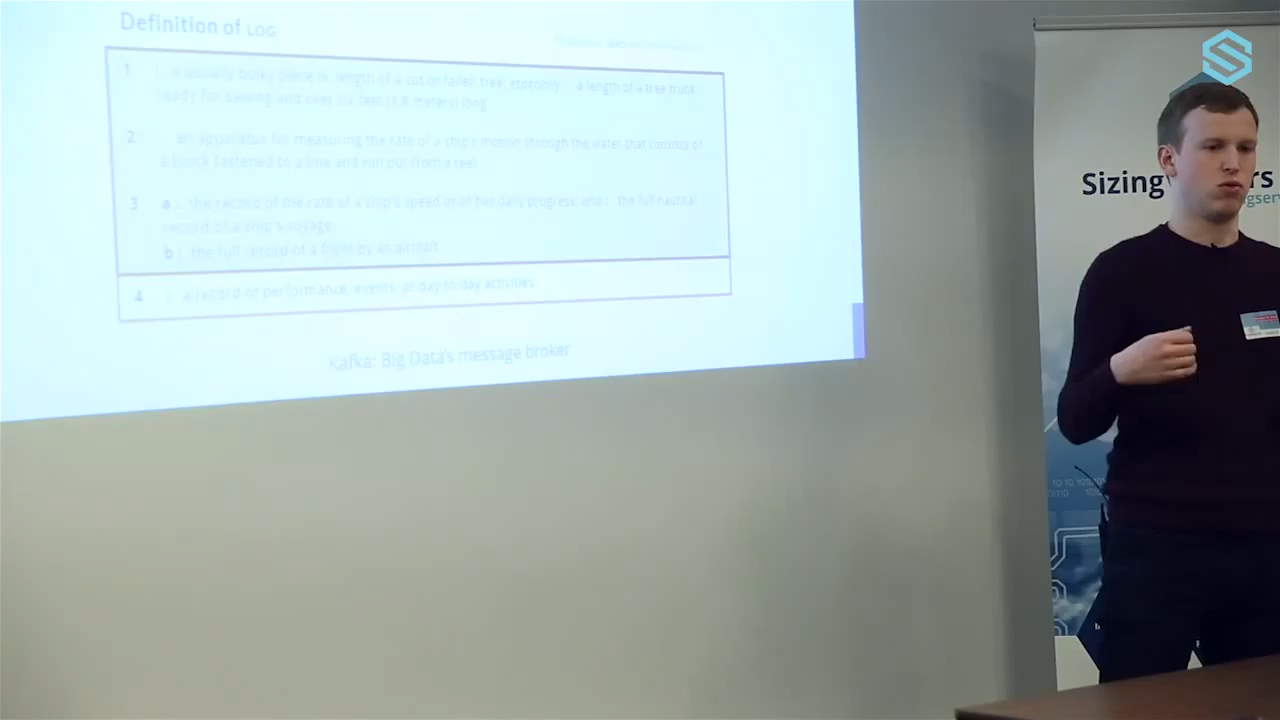 Definition of LOG
1 : a usually bulky piece or length of a cut or fallen tree; especially : a length of a tree trunk
ready for sawing and over six feet (1.8 meters) long
2 : an apparatus for measuring the rate of a ship's motion through the water that consists of
a block fastened to a line and run out from a reel
3 a : the record of the rate of a ship's speed or of her daily progress; also : the full nautical
record of a ship's voyage
b : the full record of a flight by an aircraft
4 : a record of performance, events, or day-to-day activities
Kafka: Big Data's message broker
Sizing
rs
gserv